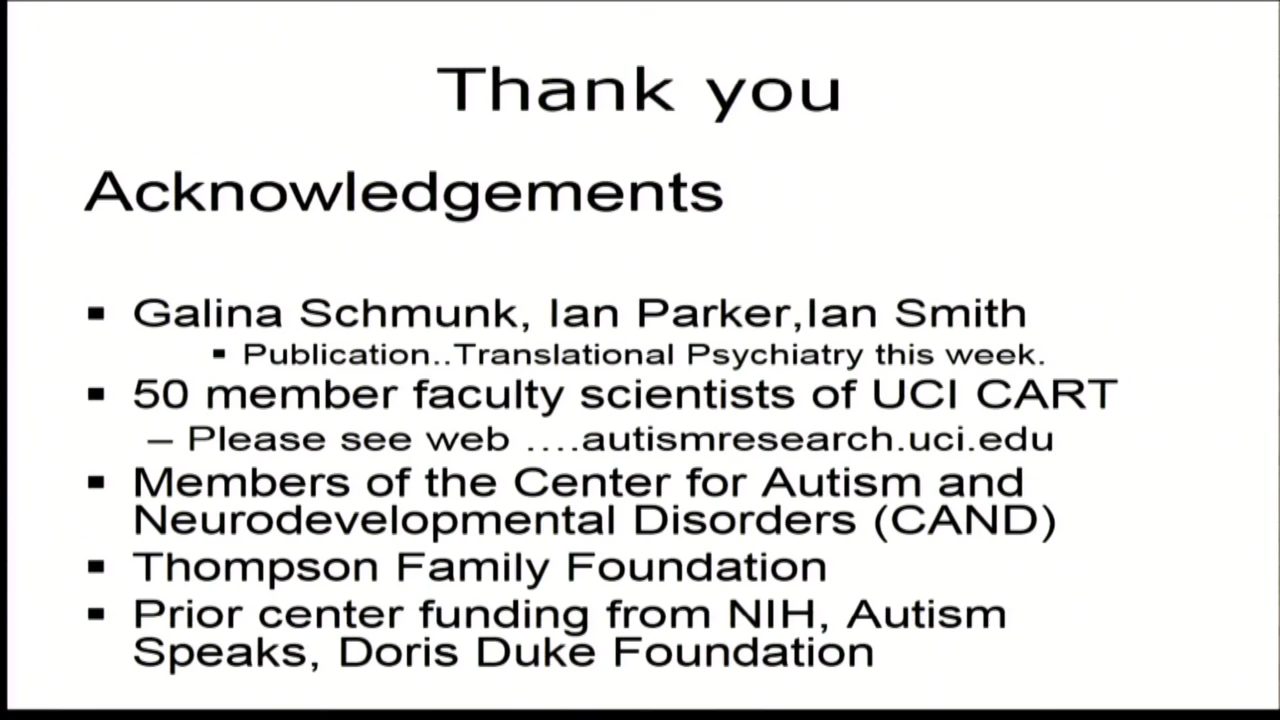 Thank you
Acknowledgements
▪ Galina Schmunk, Ian Parker,Ian Smith
▪ Publication..Translational Psychiatry this week.
▪ 50 member faculty scientists of UCI CART
– Please see web ....autismresearch.uci.edu
▪ Members of the Center for Autism and
Neurodevelopmental Disorders (CAND)
▪ Thompson Family Foundation
▪ Prior center funding from NIH, Autism
Speaks, Doris Duke Foundation